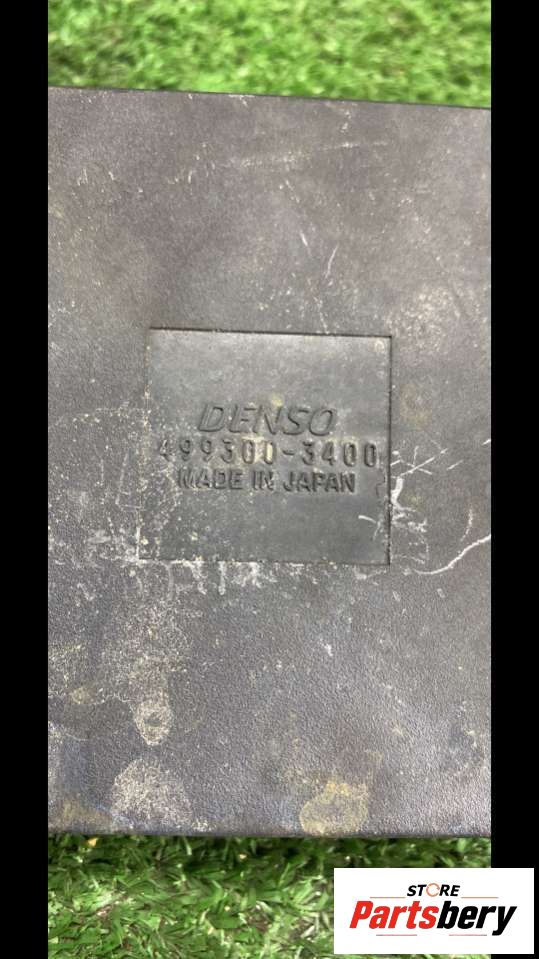 DENSO
499300-3400
MADE IN JAPAN
STORE
Partsbery